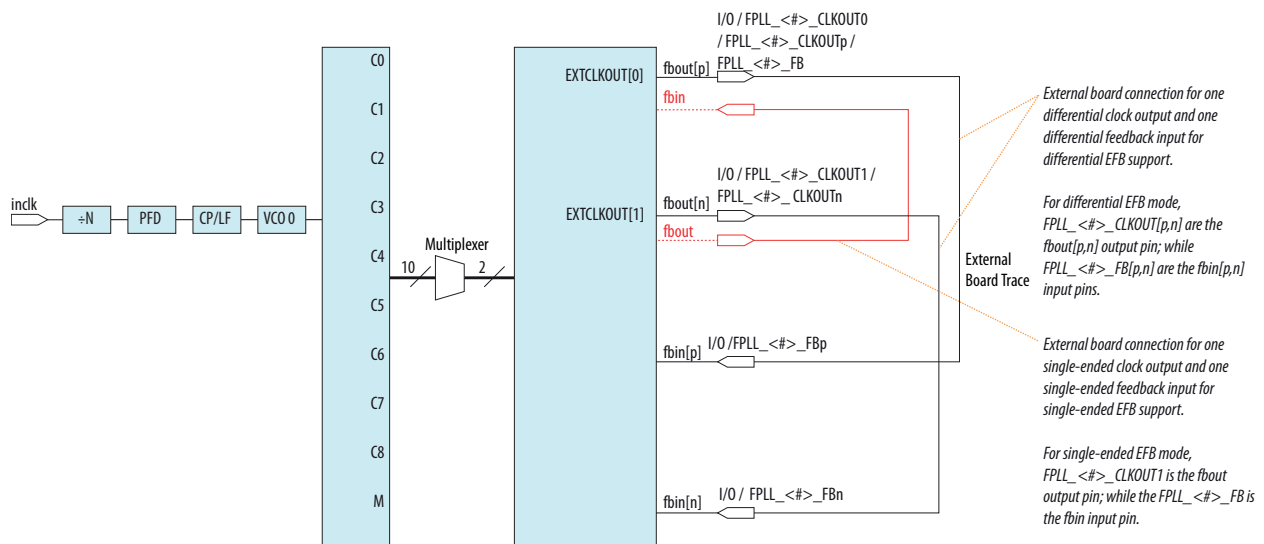 I/O / FPLL_<#>_CLKOUT0
/ FPLL_<#>_CLKOUTp /
FPLL_<#>_FB
C0
EXTCLKOUT[0]
fbout[p]
fbin
C1
C2
I/O / FPLL_<#>_CLKOUT1 /
FPLL_<#>_ CLKOUTn
inclk
÷N
PFD
CP/LF
VCO 0
C3
EXTCLKOUT[1]
fbout[n]
fbout
C4
Multiplexer
10
2
External
Board Trace
C5
C6
fbin[p]
I/O /FPLL_<#>_FBp
C7
C8
M
fbin[n]
I/O / FPLL_<#>_FBn
External board connection for one
differential clock output and one
differential feedback input for
differential EFB support.
For differential EFB mode,
FPLL_<#>_CLKOUT[p,n] are the
fbout[p,n] output pin; while
FPLL_<#>_FB[p,n] are the fbin[p,n]
input pins.
External board connection for one
single-ended clock output and one
single-ended feedback input for
single-ended EFB support.
For single-ended EFB mode,
FPLL_<#>_CLKOUT1 is the fbout
output pin; while the FPLL_<#>_FB is
the fbin input pin.